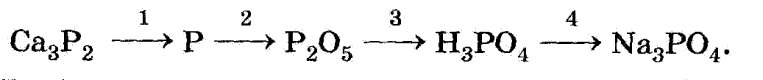 Ca₃P₂ —1→ P —2→ P₂O₅ —3→ H₃PO₄ —4→ Na₃PO₄.